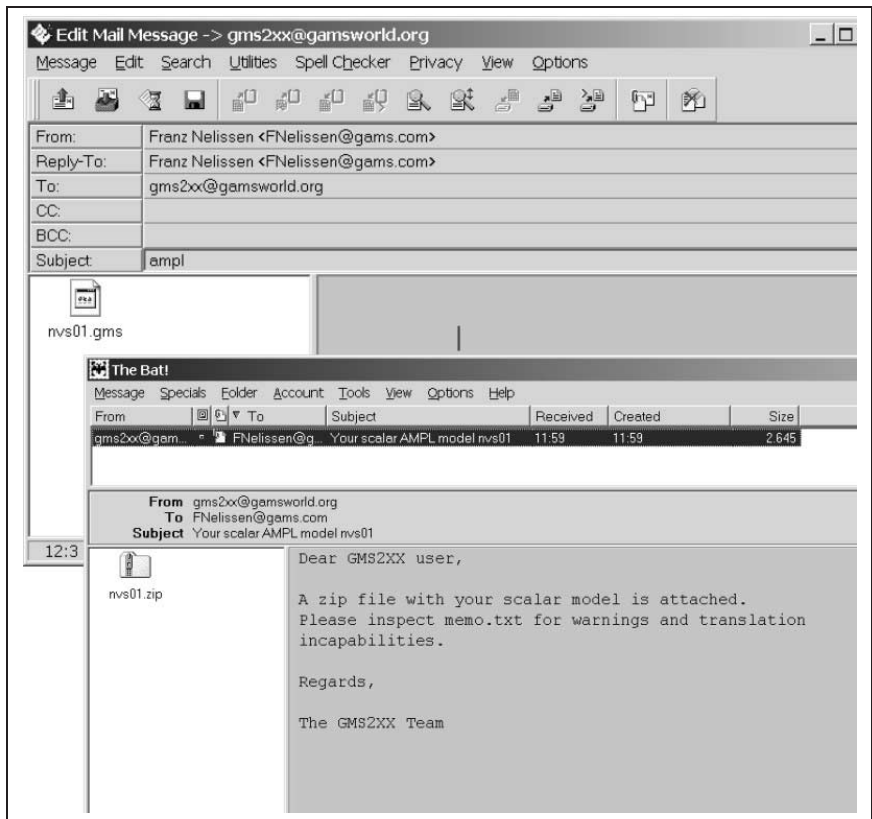 Edit Mail Message -> gms2xx@gamsworld.org
Message Edit Search Utilities Spell Checker Privacy View Options
From: Franz Nelissen <FNelissen@gams.com>
Reply-To: Franz Nelissen <FNelissen@gams.com>
To: gms2xx@gamsworld.org
CC:
BCC:
Subject: ampl
nvs01.gms
The Bat!
Message Specials Folder Account Tools View Options Help
From To Subject Received Created Size
gms2xx@gam... FNelissen@g... Your scalar AMPL model nvs01 11:59 11:59 2.645
From gms2xx@gamsworld.org
To FNelissen@gams.com
Subject Your scalar AMPL model nvs01
12:3
nvs01.zip
Dear GMS2XX user,
A zip file with your scalar model is attached.
Please inspect memo.txt for warnings and translation
incapabilities.
Regards,
The GMS2XX Team